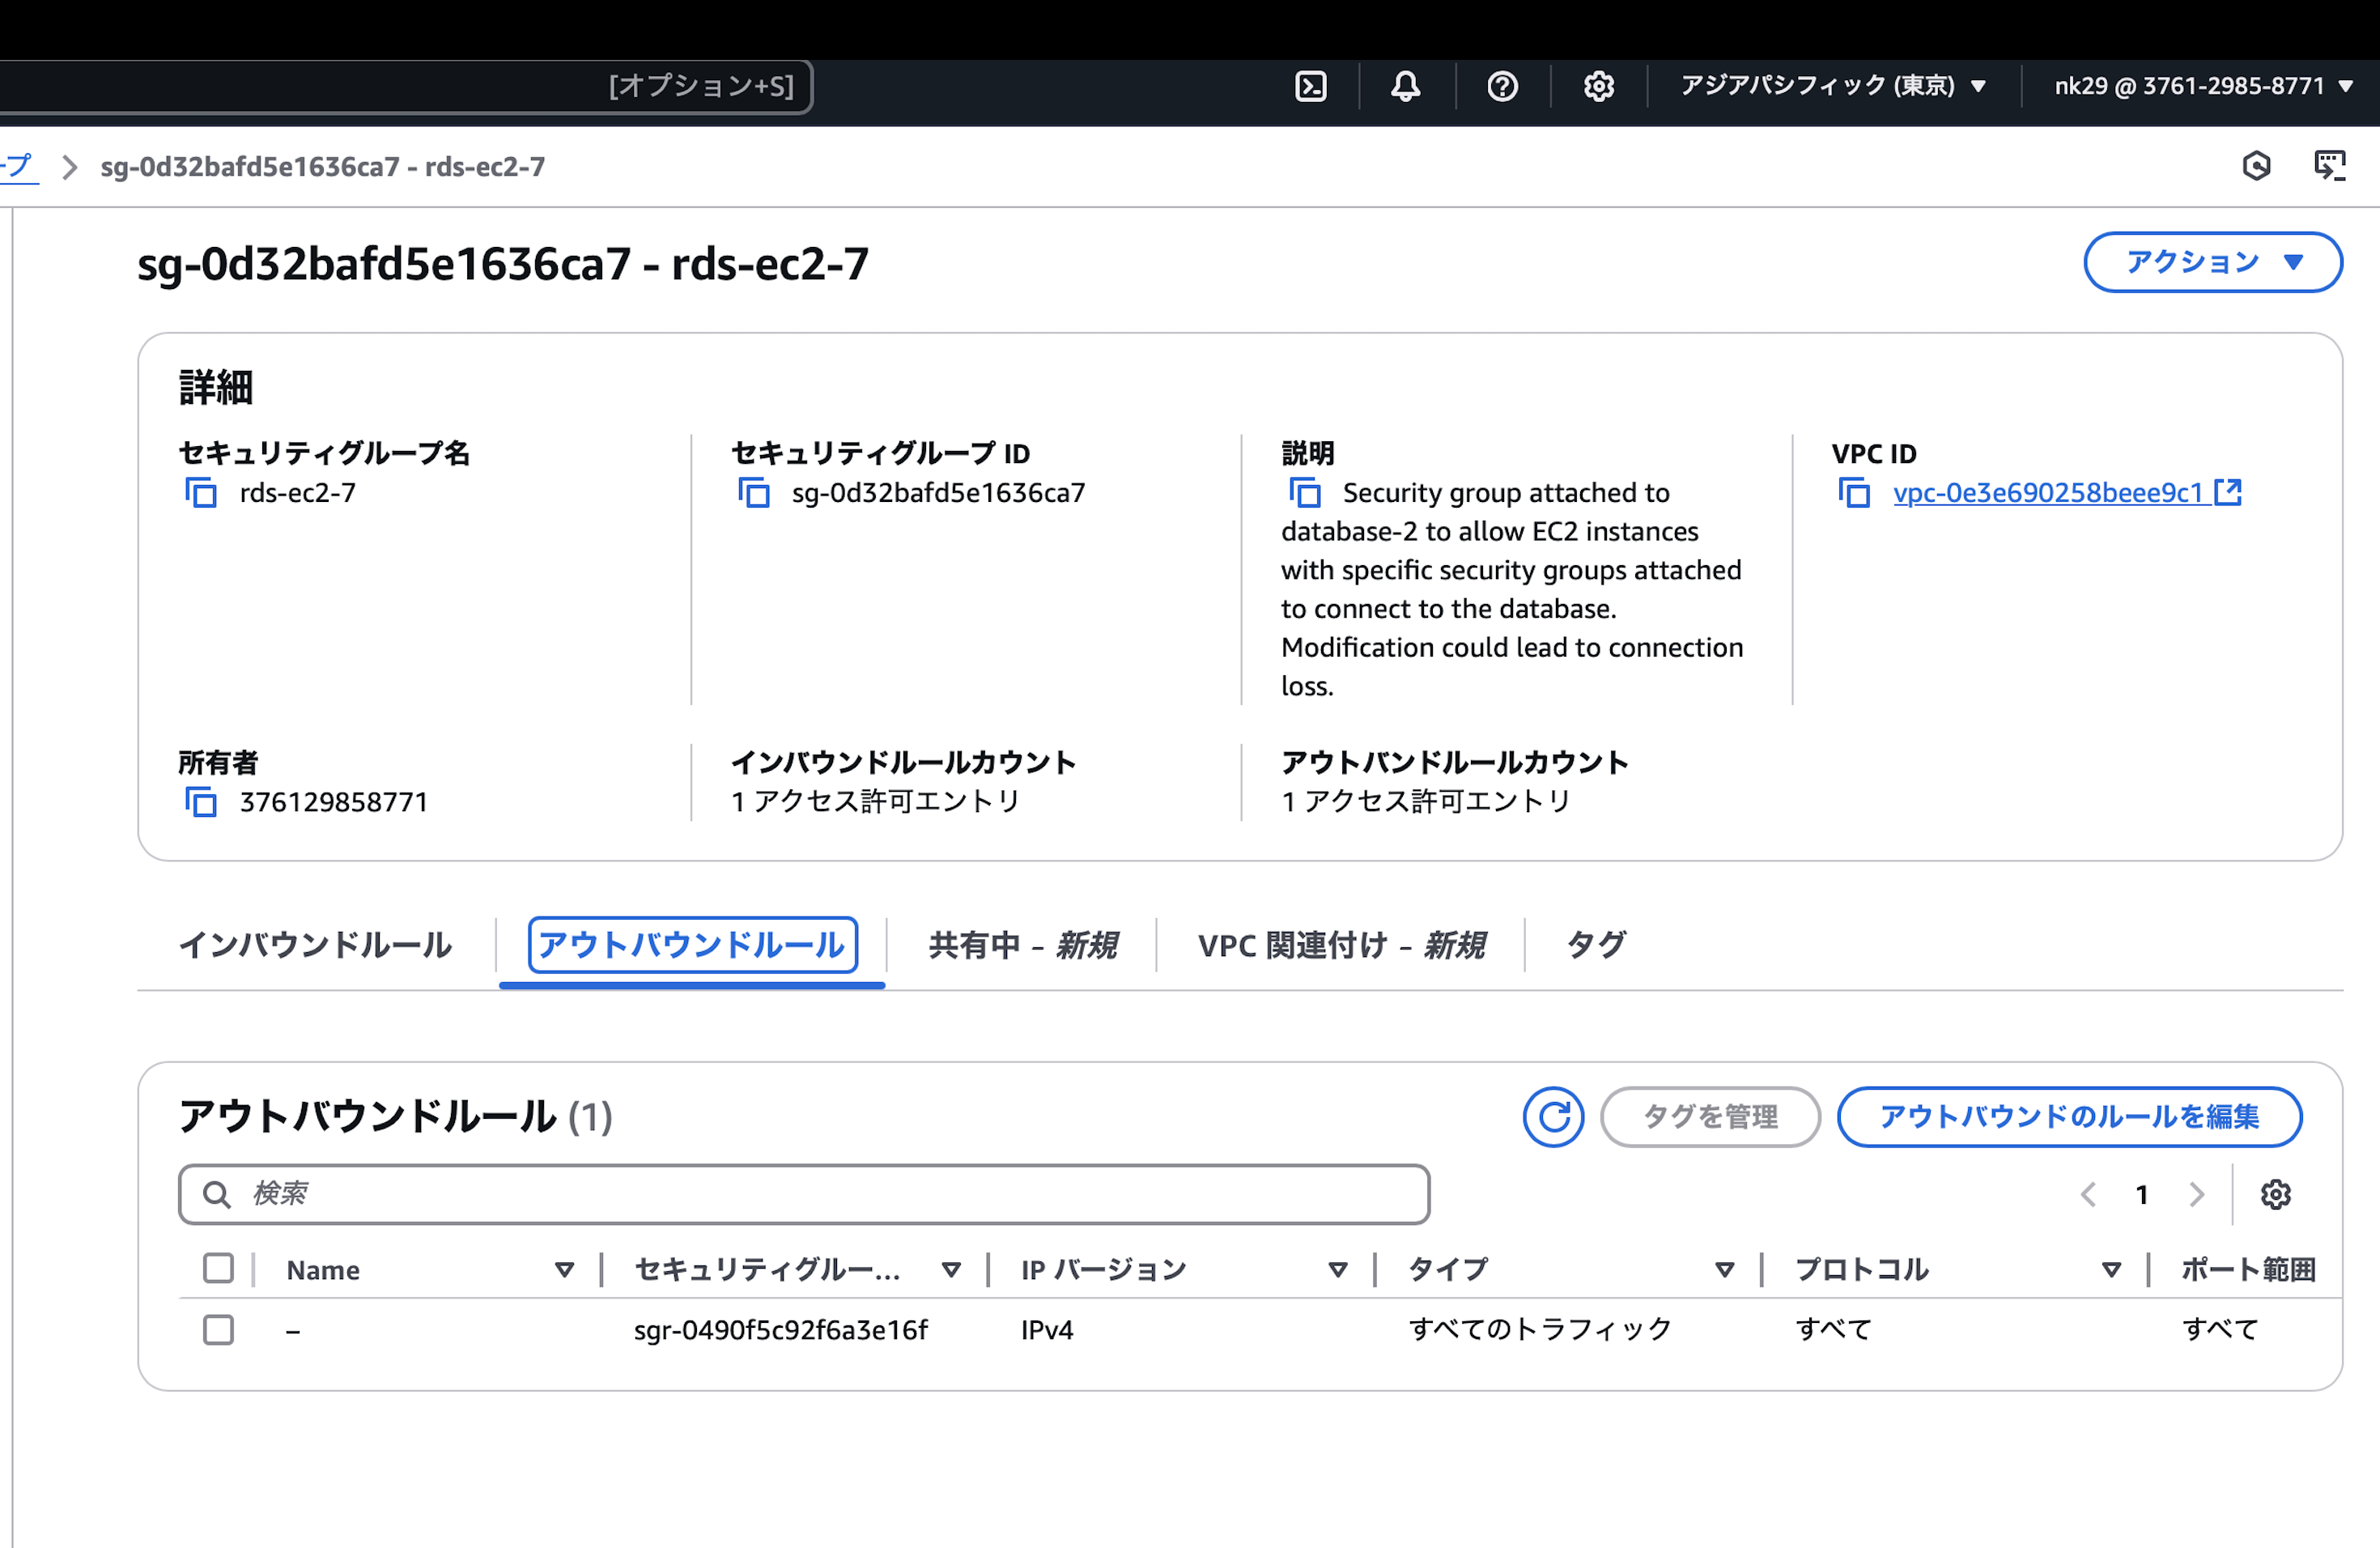 [オプション+S]
アジアパシフィック (東京)
nk29 @ 3761-2985-8771
ープ
sg-0d32bafd5e1636ca7 - rds-ec2-7
sg-0d32bafd5e1636ca7 - rds-ec2-7
アクション
詳細
セキュリティグループ名
rds-ec2-7
セキュリティグループ ID
sg-0d32bafd5e1636ca7
説明
Security group attached to
database-2 to allow EC2 instances
with specific security groups attached
to connect to the database.
Modification could lead to connection
loss.
VPC ID
vpc-0e3e690258beee9c1
所有者
376129858771
インバウンドルールカウント
1 アクセス許可エントリ
アウトバンドルールカウント
1 アクセス許可エントリ
インバウンドルール
アウトバウンドルール
共有中 – 新規
VPC 関連付け – 新規
タグ
アウトバウンドルール (1)
タグを管理
アウトバウンドのルールを編集
検索
1
Name
セキュリティグルー...
IP バージョン
タイプ
プロトコル
ポート範囲
–
sgr-0490f5c92f6a3e16f
IPv4
すべてのトラフィック
すべて
すべて